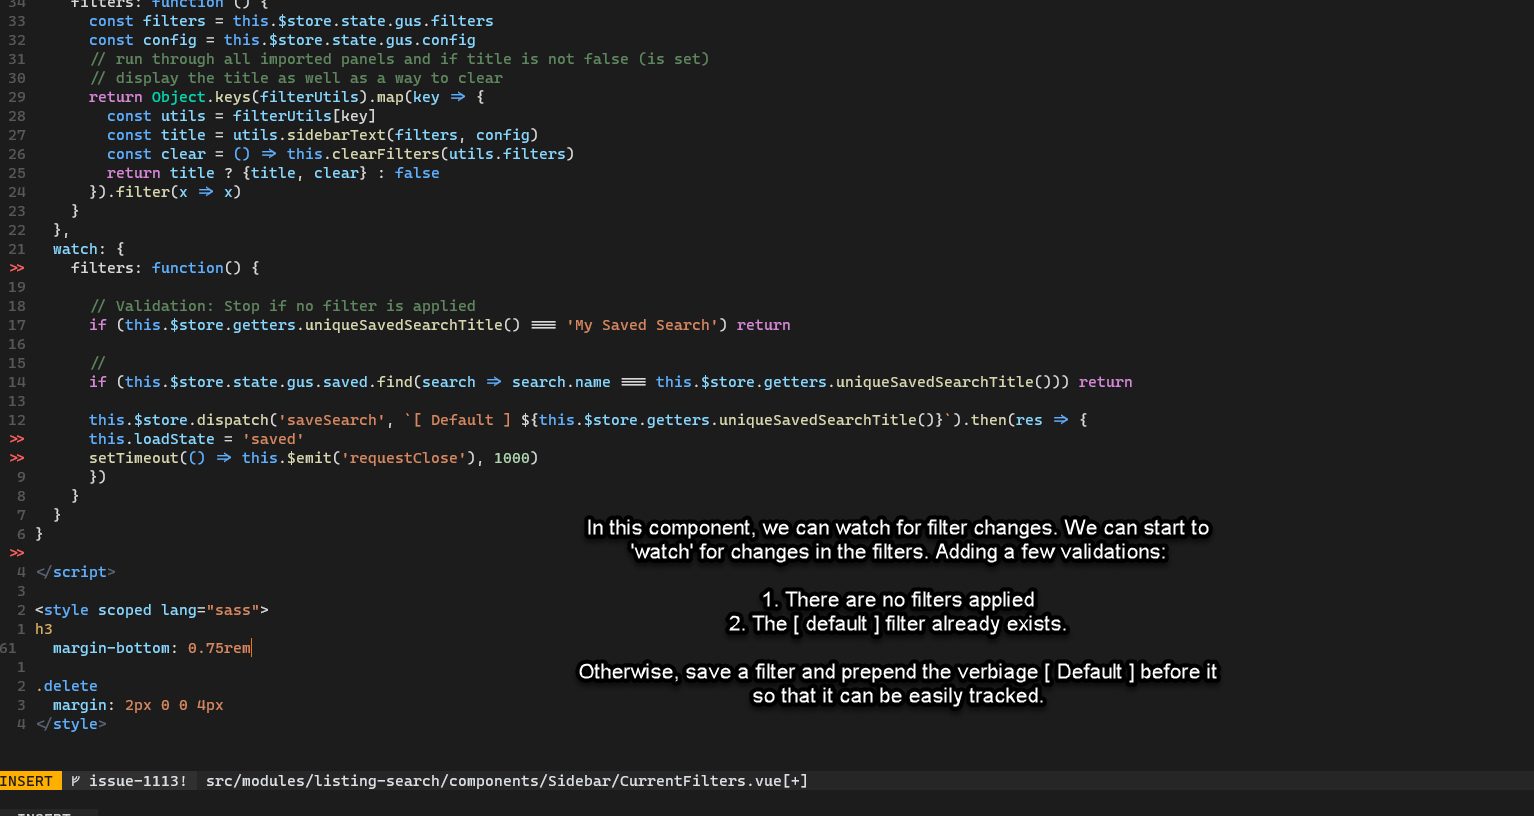 34 filters: function () {
33 const filters = this.$store.state.gus.filters
32 const config = this.$store.state.gus.config
31 // run through all imported panels and if title is not false (is set)
30 // display the title as well as a way to clear
29 return Object.keys(filterUtils).map(key => {
28 const utils = filterUtils[key]
27 const title = utils.sidebarText(filters, config)
26 const clear = () => this.clearFilters(utils.filters)
25 return title ? {title, clear} : false
24 }).filter(x => x)
23 }
22 },
21 watch: {
>> filters: function() {
19
18 // Validation: Stop if no filter is applied
17 if (this.$store.getters.uniqueSavedSearchTitle() === 'My Saved Search') return
16
15 //
14 if (this.$store.state.gus.saved.find(search => search.name === this.$store.getters.uniqueSavedSearchTitle())) return
13
12 this.$store.dispatch('saveSearch', `[ Default ] ${this.$store.getters.uniqueSavedSearchTitle()}`).then(res => {
>> this.loadState = 'saved'
>> setTimeout(() => this.$emit('requestClose'), 1000)
9 })
8 }
7 }
6 }
>>
4 </script>
3
2 <style scoped lang="sass">
1 h3
61 margin-bottom: 0.75rem
1
2 .delete
3 margin: 2px 0 0 4px
4 </style>
In this component, we can watch for filter changes. We can start to
'watch' for changes in the filters. Adding a few validations:
1. There are no filters applied
2. The [ default ] filter already exists.
Otherwise, save a filter and prepend the verbiage [ Default ] before it
so that it can be easily tracked.
INSERT issue-1113! src/modules/listing-search/components/Sidebar/CurrentFilters.vue[+]
INSERT